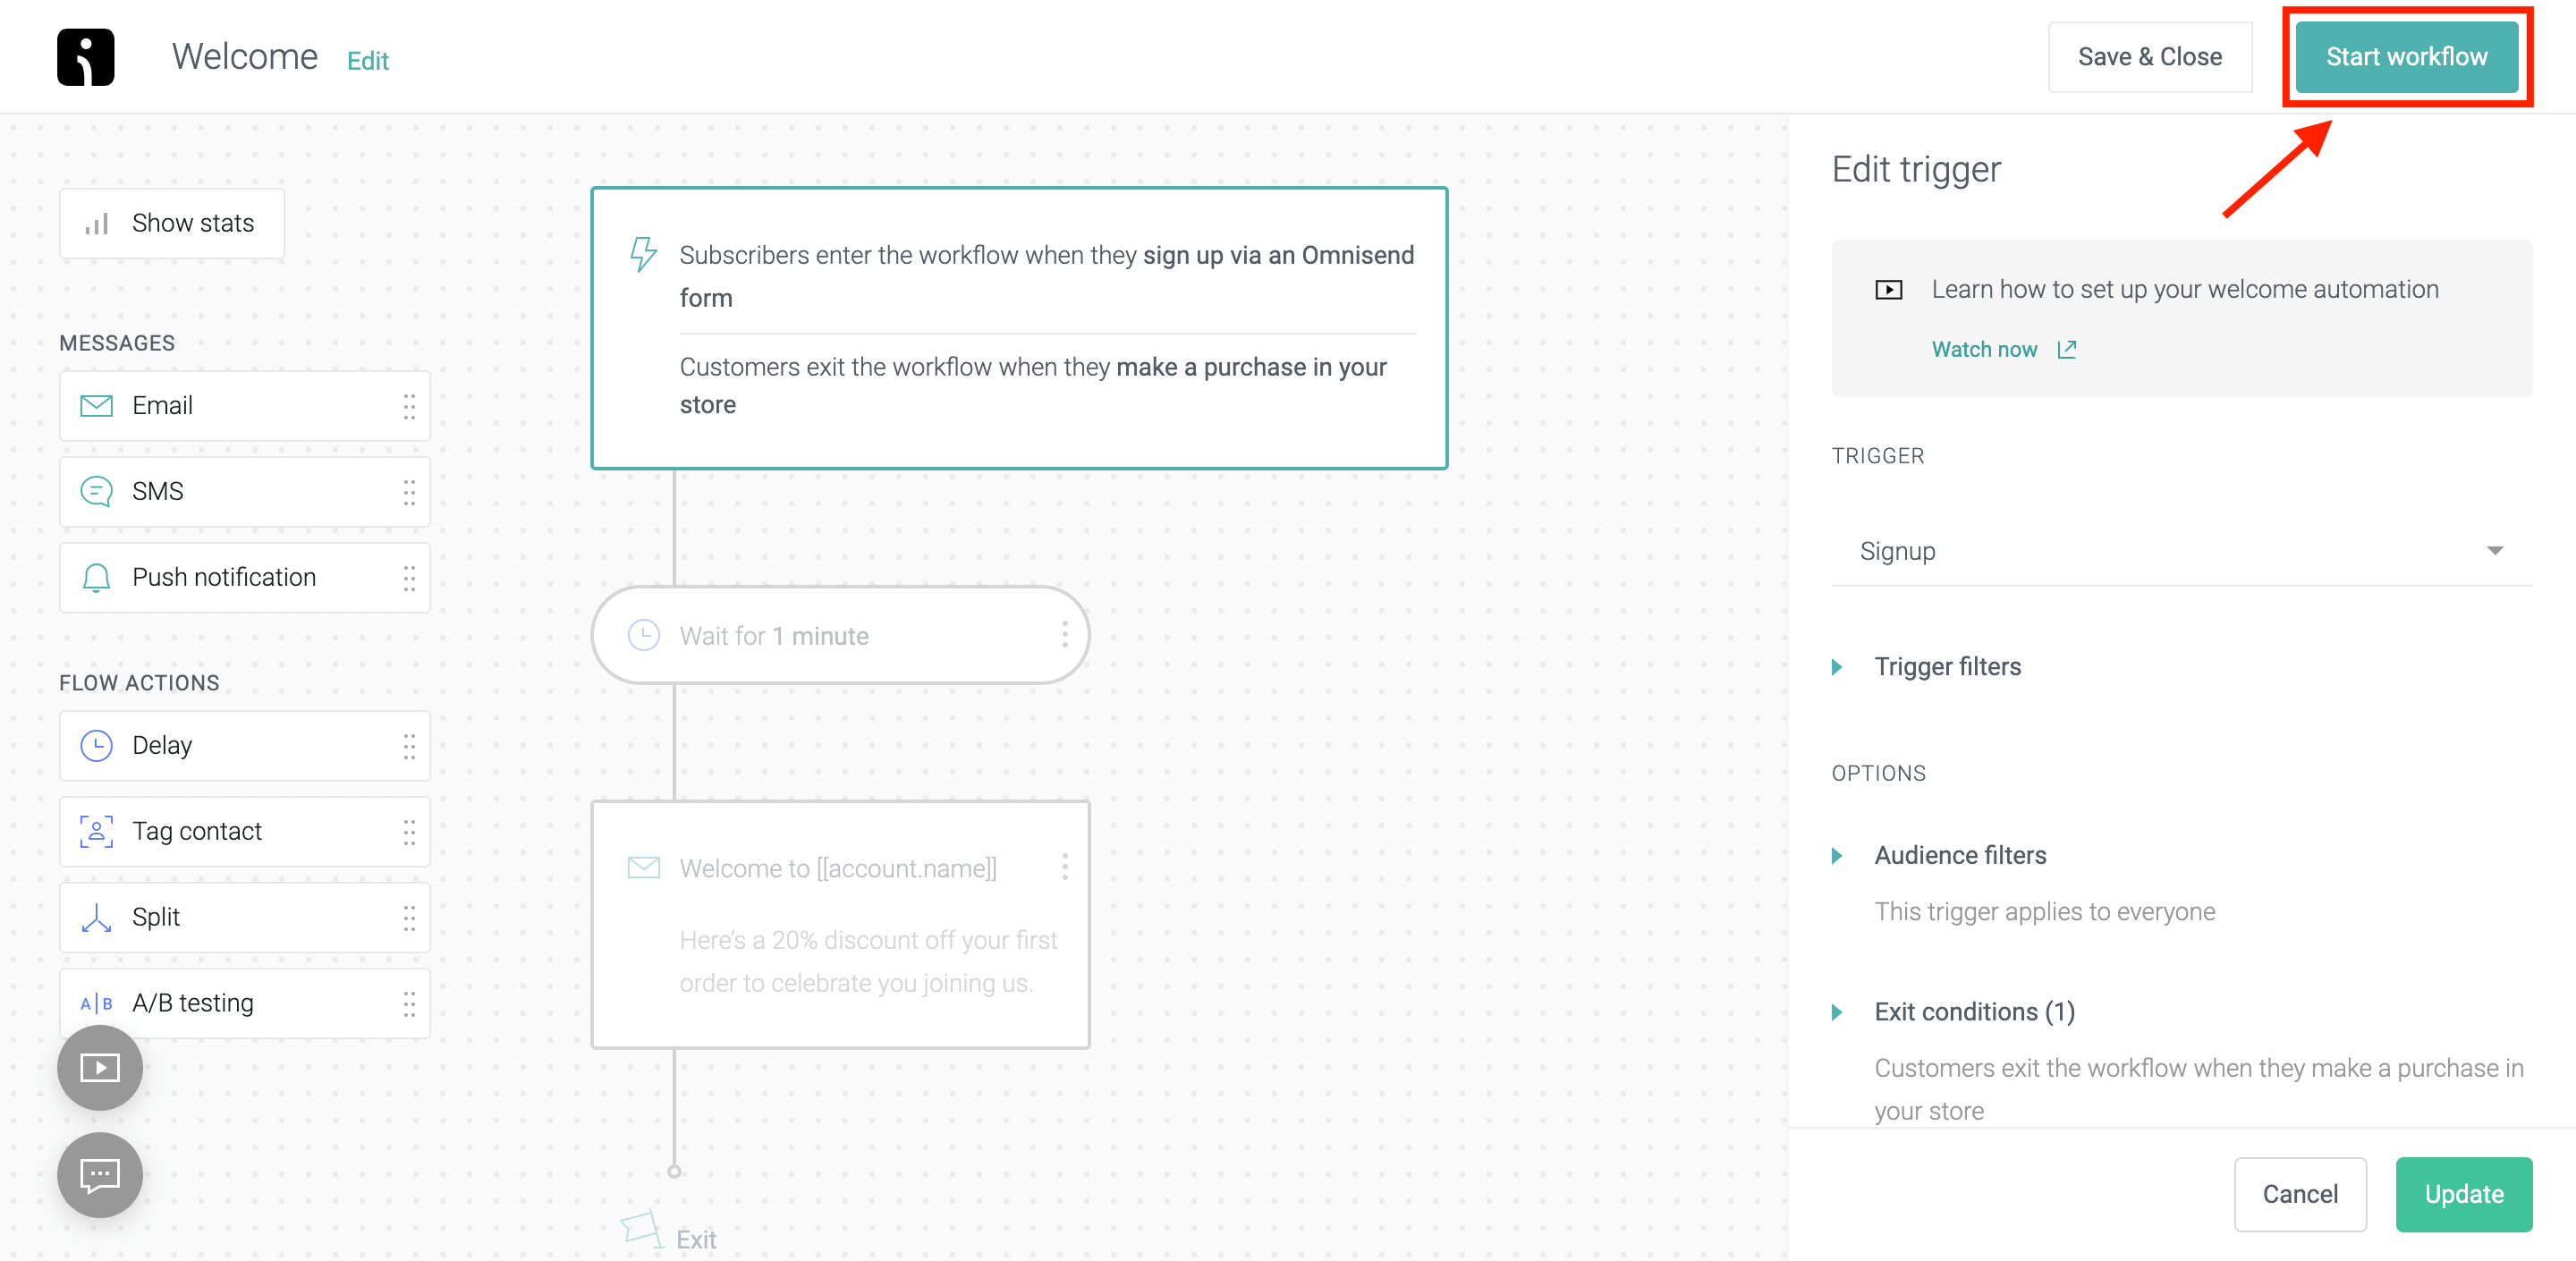 Welcome
Edit
Save & Close
Start workflow
Show stats
MESSAGES
Email
SMS
Push notification
FLOW ACTIONS
Delay
Tag contact
Split
A|B
A/B testing
Subscribers enter the workflow when they sign up via an Omnisend
form
Customers exit the workflow when they make a purchase in your
store
Wait for 1 minute
Welcome to [[account.name]]
Here’s a 20% discount off your first
order to celebrate you joining us.
Exit
Edit trigger
Learn how to set up your welcome automation
Watch now
TRIGGER
Signup
Trigger filters
OPTIONS
Audience filters
This trigger applies to everyone
Exit conditions (1)
Customers exit the workflow when they make a purchase in
your store
Cancel
Update